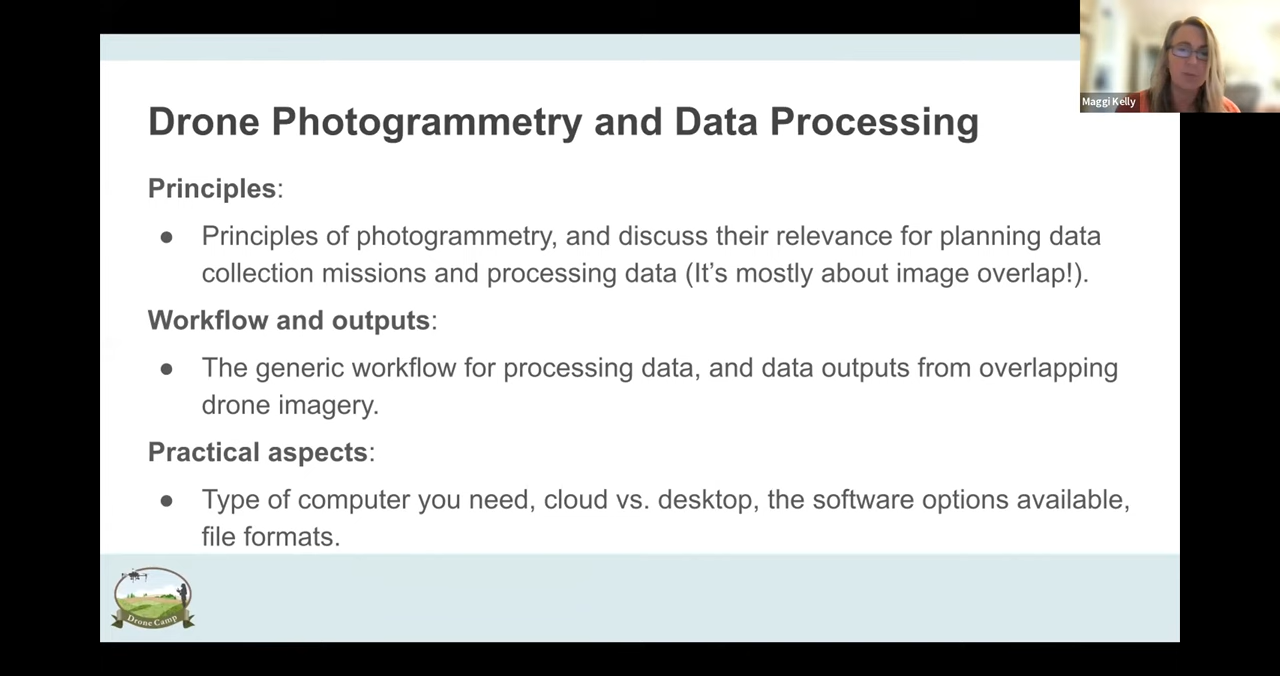 Drone Photogrammetry and Data Processing
Principles:
● Principles of photogrammetry, and discuss their relevance for planning data
collection missions and processing data (It’s mostly about image overlap!).
Workflow and outputs:
● The generic workflow for processing data, and data outputs from overlapping
drone imagery.
Practical aspects:
● Type of computer you need, cloud vs. desktop, the software options available,
file formats.
Drone Camp
Maggi Kelly